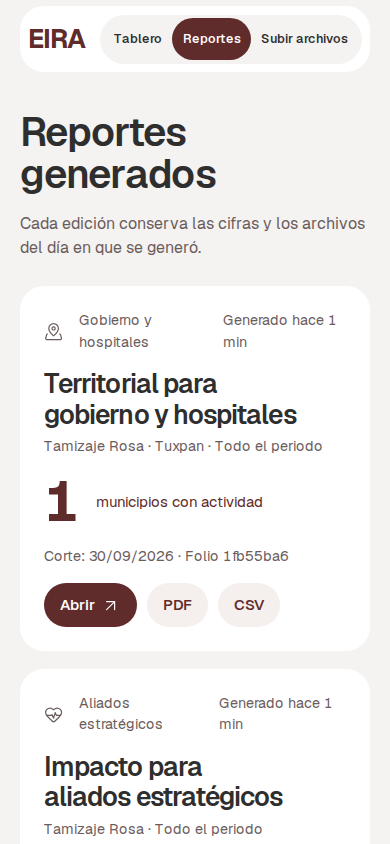 EIRA
Tablero
Reportes
Subir archivos
Reportes
generados
Cada edición conserva las cifras y los archivos
del día en que se generó.
Gobierno y
hospitales
Generado hace 1
min
Territorial para
gobierno y hospitales
Tamizaje Rosa · Tuxpan · Todo el periodo
1 municipios con actividad
Corte: 30/09/2026 · Folio 1fb55ba6
Abrir
PDF
CSV
Aliados
estratégicos
Generado hace 1
min
Impacto para
aliados estratégicos
Tamizaje Rosa · Todo el periodo